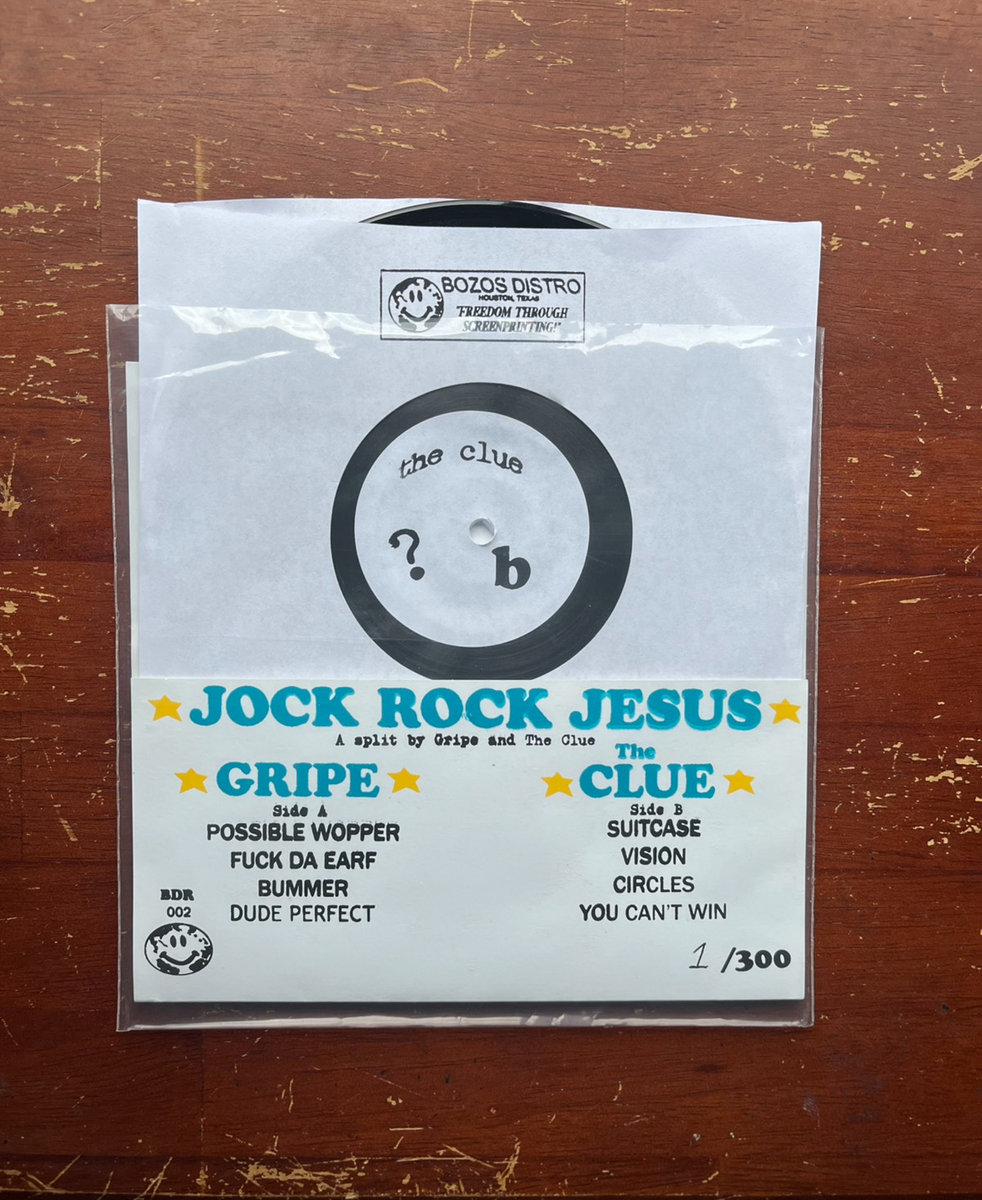 BOZOS DISTRO
HOUSTON, TEXAS
"FREEDOM THROUGH
SCREENPRINTING!"
the clue
?
b
JOCK ROCK JESUS
A split by Gripe and The Clue
GRIPE
Side A
POSSIBLE WOPPER
FUCK DA EARF
BUMMER
DUDE PERFECT
The
CLUE
Side B
SUITCASE
VISION
CIRCLES
YOU CAN'T WIN
BDR
002
1/300